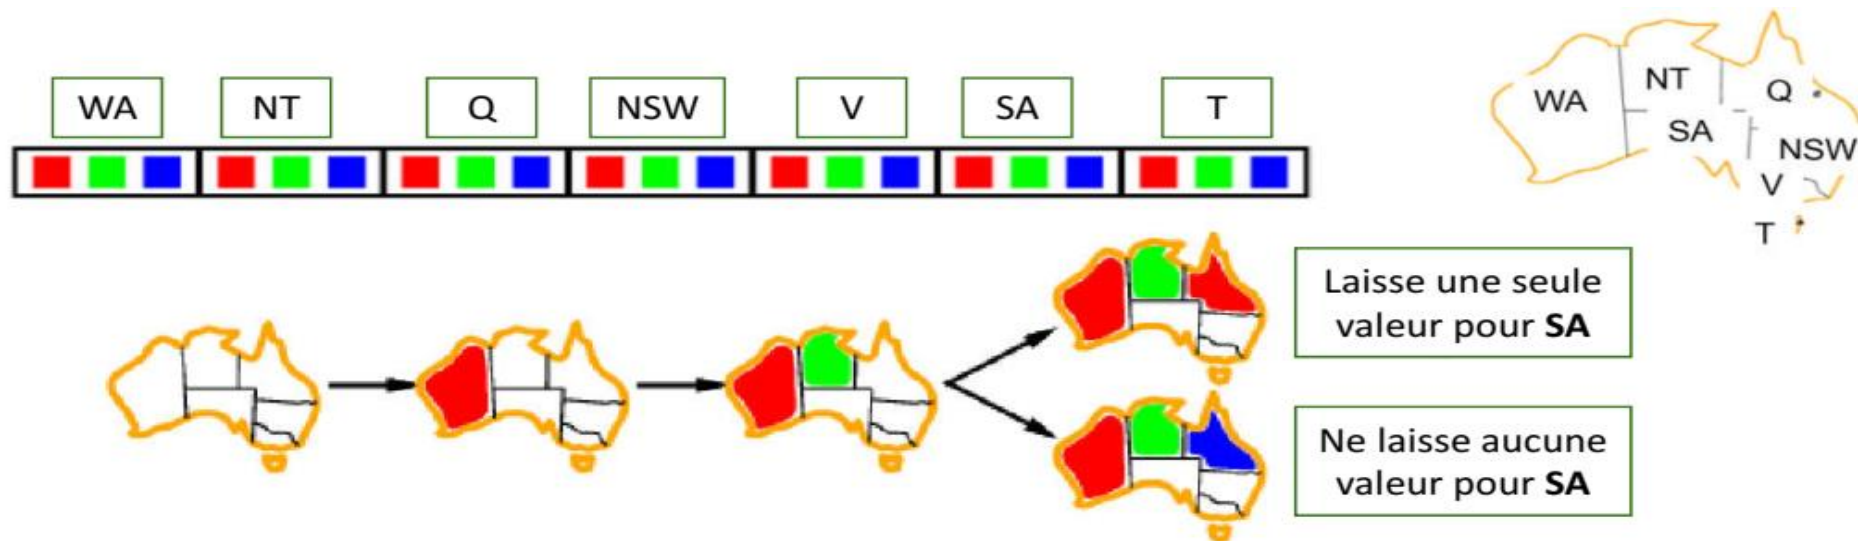 WA NT Q NSW V SA T
NT
Q
WA
SA
NSW
V
T
Laisse une seule
valeur pour SA
Ne laisse aucune
valeur pour SA